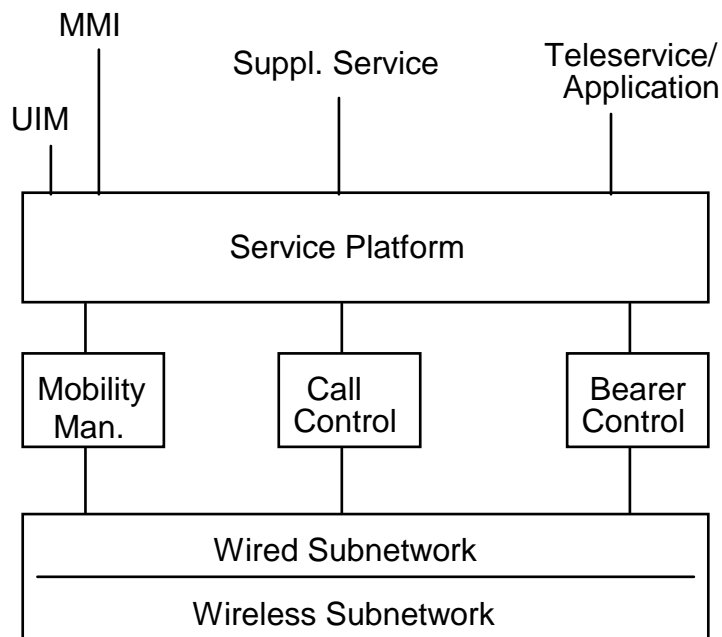 MMI
Suppl. Service
Teleservice/
Application
UIM
Service Platform
Mobility
Man.
Call
Control
Bearer
Control
Wired Subnetwork
Wireless Subnetwork